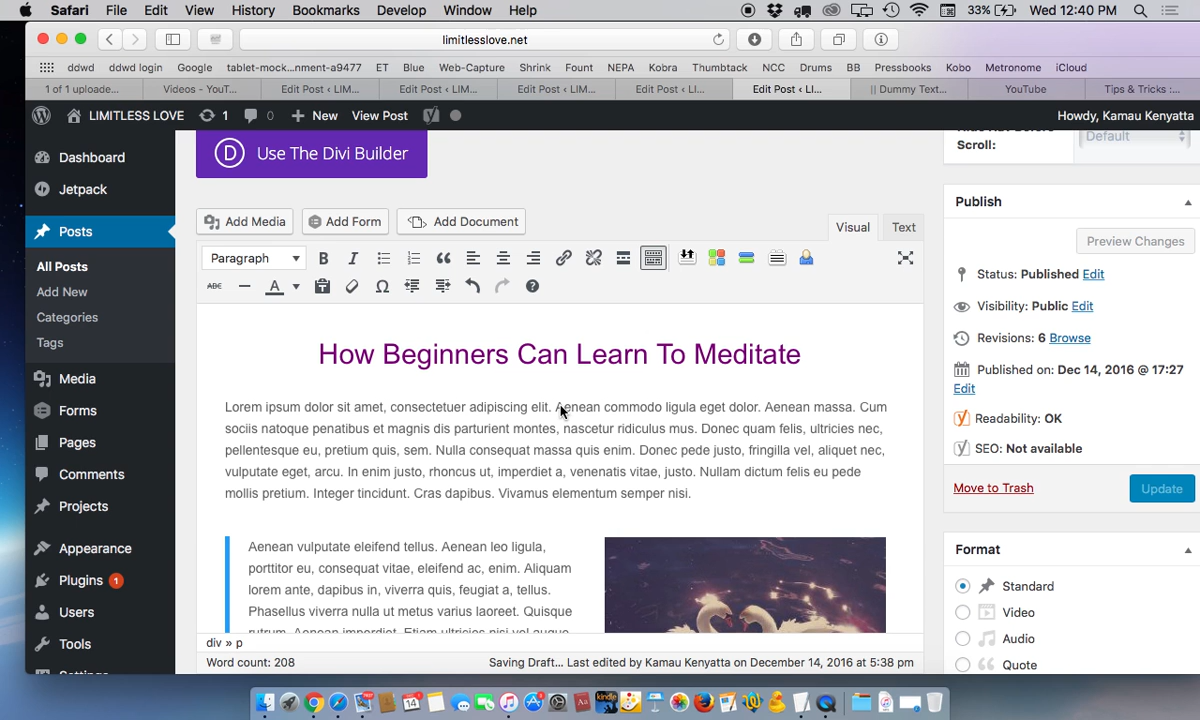 Safari File Edit View History Bookmarks Develop Window Help 33% Wed 12:40 PM
limitlesslove.net
ddwd ddwd login Google tablet-mock...nment-a9477 ET Blue Web-Capture Shrink Fount NEPA Kobra Thumbtack NCC Drums BB Pressbooks Kobo Metronome iCloud
1 of 1 uploade... Videos - YouT... Edit Post < LIM... Edit Post < LIM... Edit Post < LIM... Edit Post < LI... Edit Post < LI... || Dummy Text... YouTube Tips & Tricks :...
LIMITLESS LOVE 1 0 New View Post Howdy, Kamau Kenyatta
Dashboard
Jetpack
Posts
All Posts
Add New
Categories
Tags
Media
Forms
Pages
Comments
Projects
Appearance
Plugins 1
Users
Tools
D Use The Divi Builder
Add Media Add Form Add Document
Visual Text
Paragraph B I
ABC A
How Beginners Can Learn To Meditate
Lorem ipsum dolor sit amet, consectetuer adipiscing elit. Aenean commodo ligula eget dolor. Aenean massa. Cum
sociis natoque penatibus et magnis dis parturient montes, nascetur ridiculus mus. Donec quam felis, ultricies nec,
pellentesque eu, pretium quis, sem. Nulla consequat massa quis enim. Donec pede justo, fringilla vel, aliquet nec,
vulputate eget, arcu. In enim justo, rhoncus ut, imperdiet a, venenatis vitae, justo. Nullam dictum felis eu pede
mollis pretium. Integer tincidunt. Cras dapibus. Vivamus elementum semper nisi.
Aenean vulputate eleifend tellus. Aenean leo ligula,
porttitor eu, consequat vitae, eleifend ac, enim. Aliquam
lorem ante, dapibus in, viverra quis, feugiat a, tellus.
Phasellus viverra nulla ut metus varius laoreet. Quisque
rutrum. Aenean imperdiet. Etiam ultricies nisi vel augue
div » p
Word count: 208 Saving Draft... Last edited by Kamau Kenyatta on December 14, 2016 at 5:38 pm
Scroll:
Default
Publish
Preview Changes
Status: Published Edit
Visibility: Public Edit
Revisions: 6 Browse
Published on: Dec 14, 2016 @ 17:27
Edit
Readability: OK
SEO: Not available
Move to Trash Update
Format
Standard
Video
Audio
Quote
14
kindle